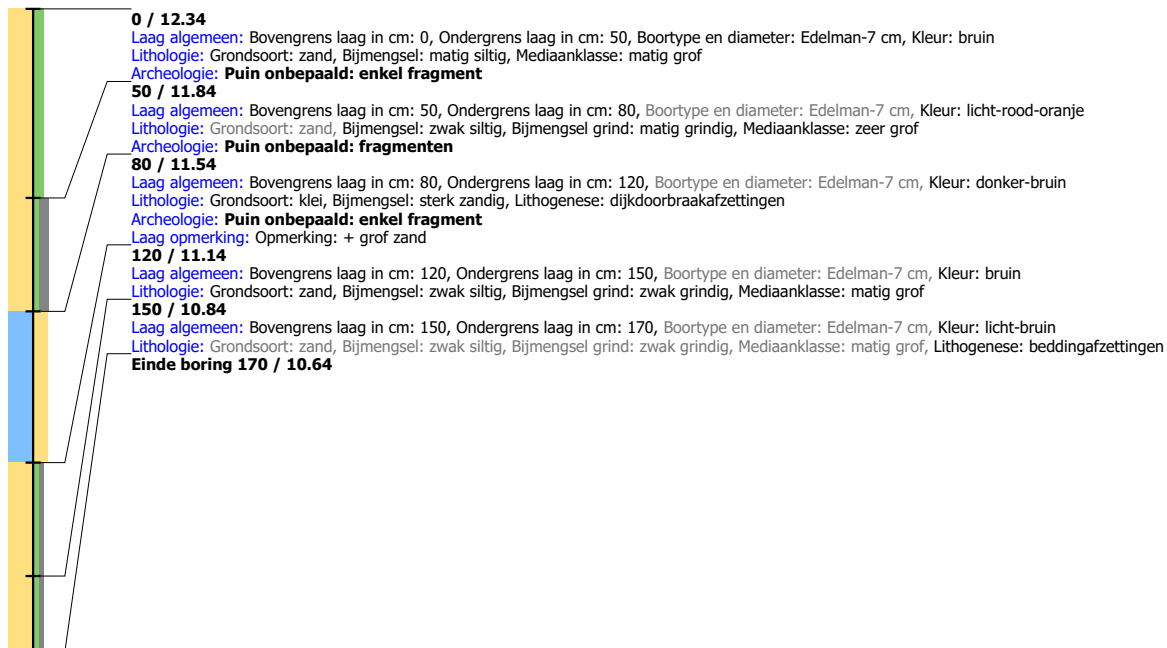 0 / 12.34
Laag algemeen: Bovengrens laag in cm: 0, Ondergrens laag in cm: 50, Boortype en diameter: Edelman-7 cm, Kleur: bruin
Lithologie: Grondsoort: zand, Bijmengsel: matig siltig, Mediaanklasse: matig grof
Archeologie: Puin onbepaald: enkel fragment
50 / 11.84
Laag algemeen: Bovengrens laag in cm: 50, Ondergrens laag in cm: 80, Boortype en diameter: Edelman-7 cm, Kleur: licht-rood-oranje
Lithologie: Grondsoort: zand, Bijmengsel: zwak siltig, Bijmengsel grind: matig grindig, Mediaanklasse: zeer grof
Archeologie: Puin onbepaald: fragmenten
80 / 11.54
Laag algemeen: Bovengrens laag in cm: 80, Ondergrens laag in cm: 120, Boortype en diameter: Edelman-7 cm, Kleur: donker-bruin
Lithologie: Grondsoort: klei, Bijmengsel: sterk zandig, Lithogenese: dijkdoorbraakafzettingen
Archeologie: Puin onbepaald: enkel fragment
Laag opmerking: Opmerking: + grof zand
120 / 11.14
Laag algemeen: Bovengrens laag in cm: 120, Ondergrens laag in cm: 150, Boortype en diameter: Edelman-7 cm, Kleur: bruin
Lithologie: Grondsoort: zand, Bijmengsel: zwak siltig, Bijmengsel grind: zwak grindig, Mediaanklasse: matig grof
150 / 10.84
Laag algemeen: Bovengrens laag in cm: 150, Ondergrens laag in cm: 170, Boortype en diameter: Edelman-7 cm, Kleur: licht-bruin
Lithologie: Grondsoort: zand, Bijmengsel: zwak siltig, Bijmengsel grind: zwak grindig, Mediaanklasse: matig grof, Lithogenese: beddingafzettingen
Einde boring 170 / 10.64